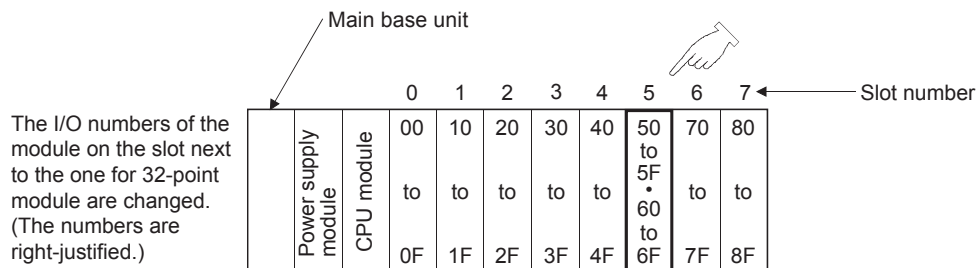 Main base unit
0 1 2 3 4 5 6 7 Slot number
The I/O numbers of the
module on the slot next
to the one for 32-point
module are changed.
(The numbers are
right-justified.)
Power supply
module
CPU module
00 to 0F
10 to 1F
20 to 2F
30 to 3F
40 to 4F
50 to 5F • 60 to 6F
70 to 7F
80 to 8F